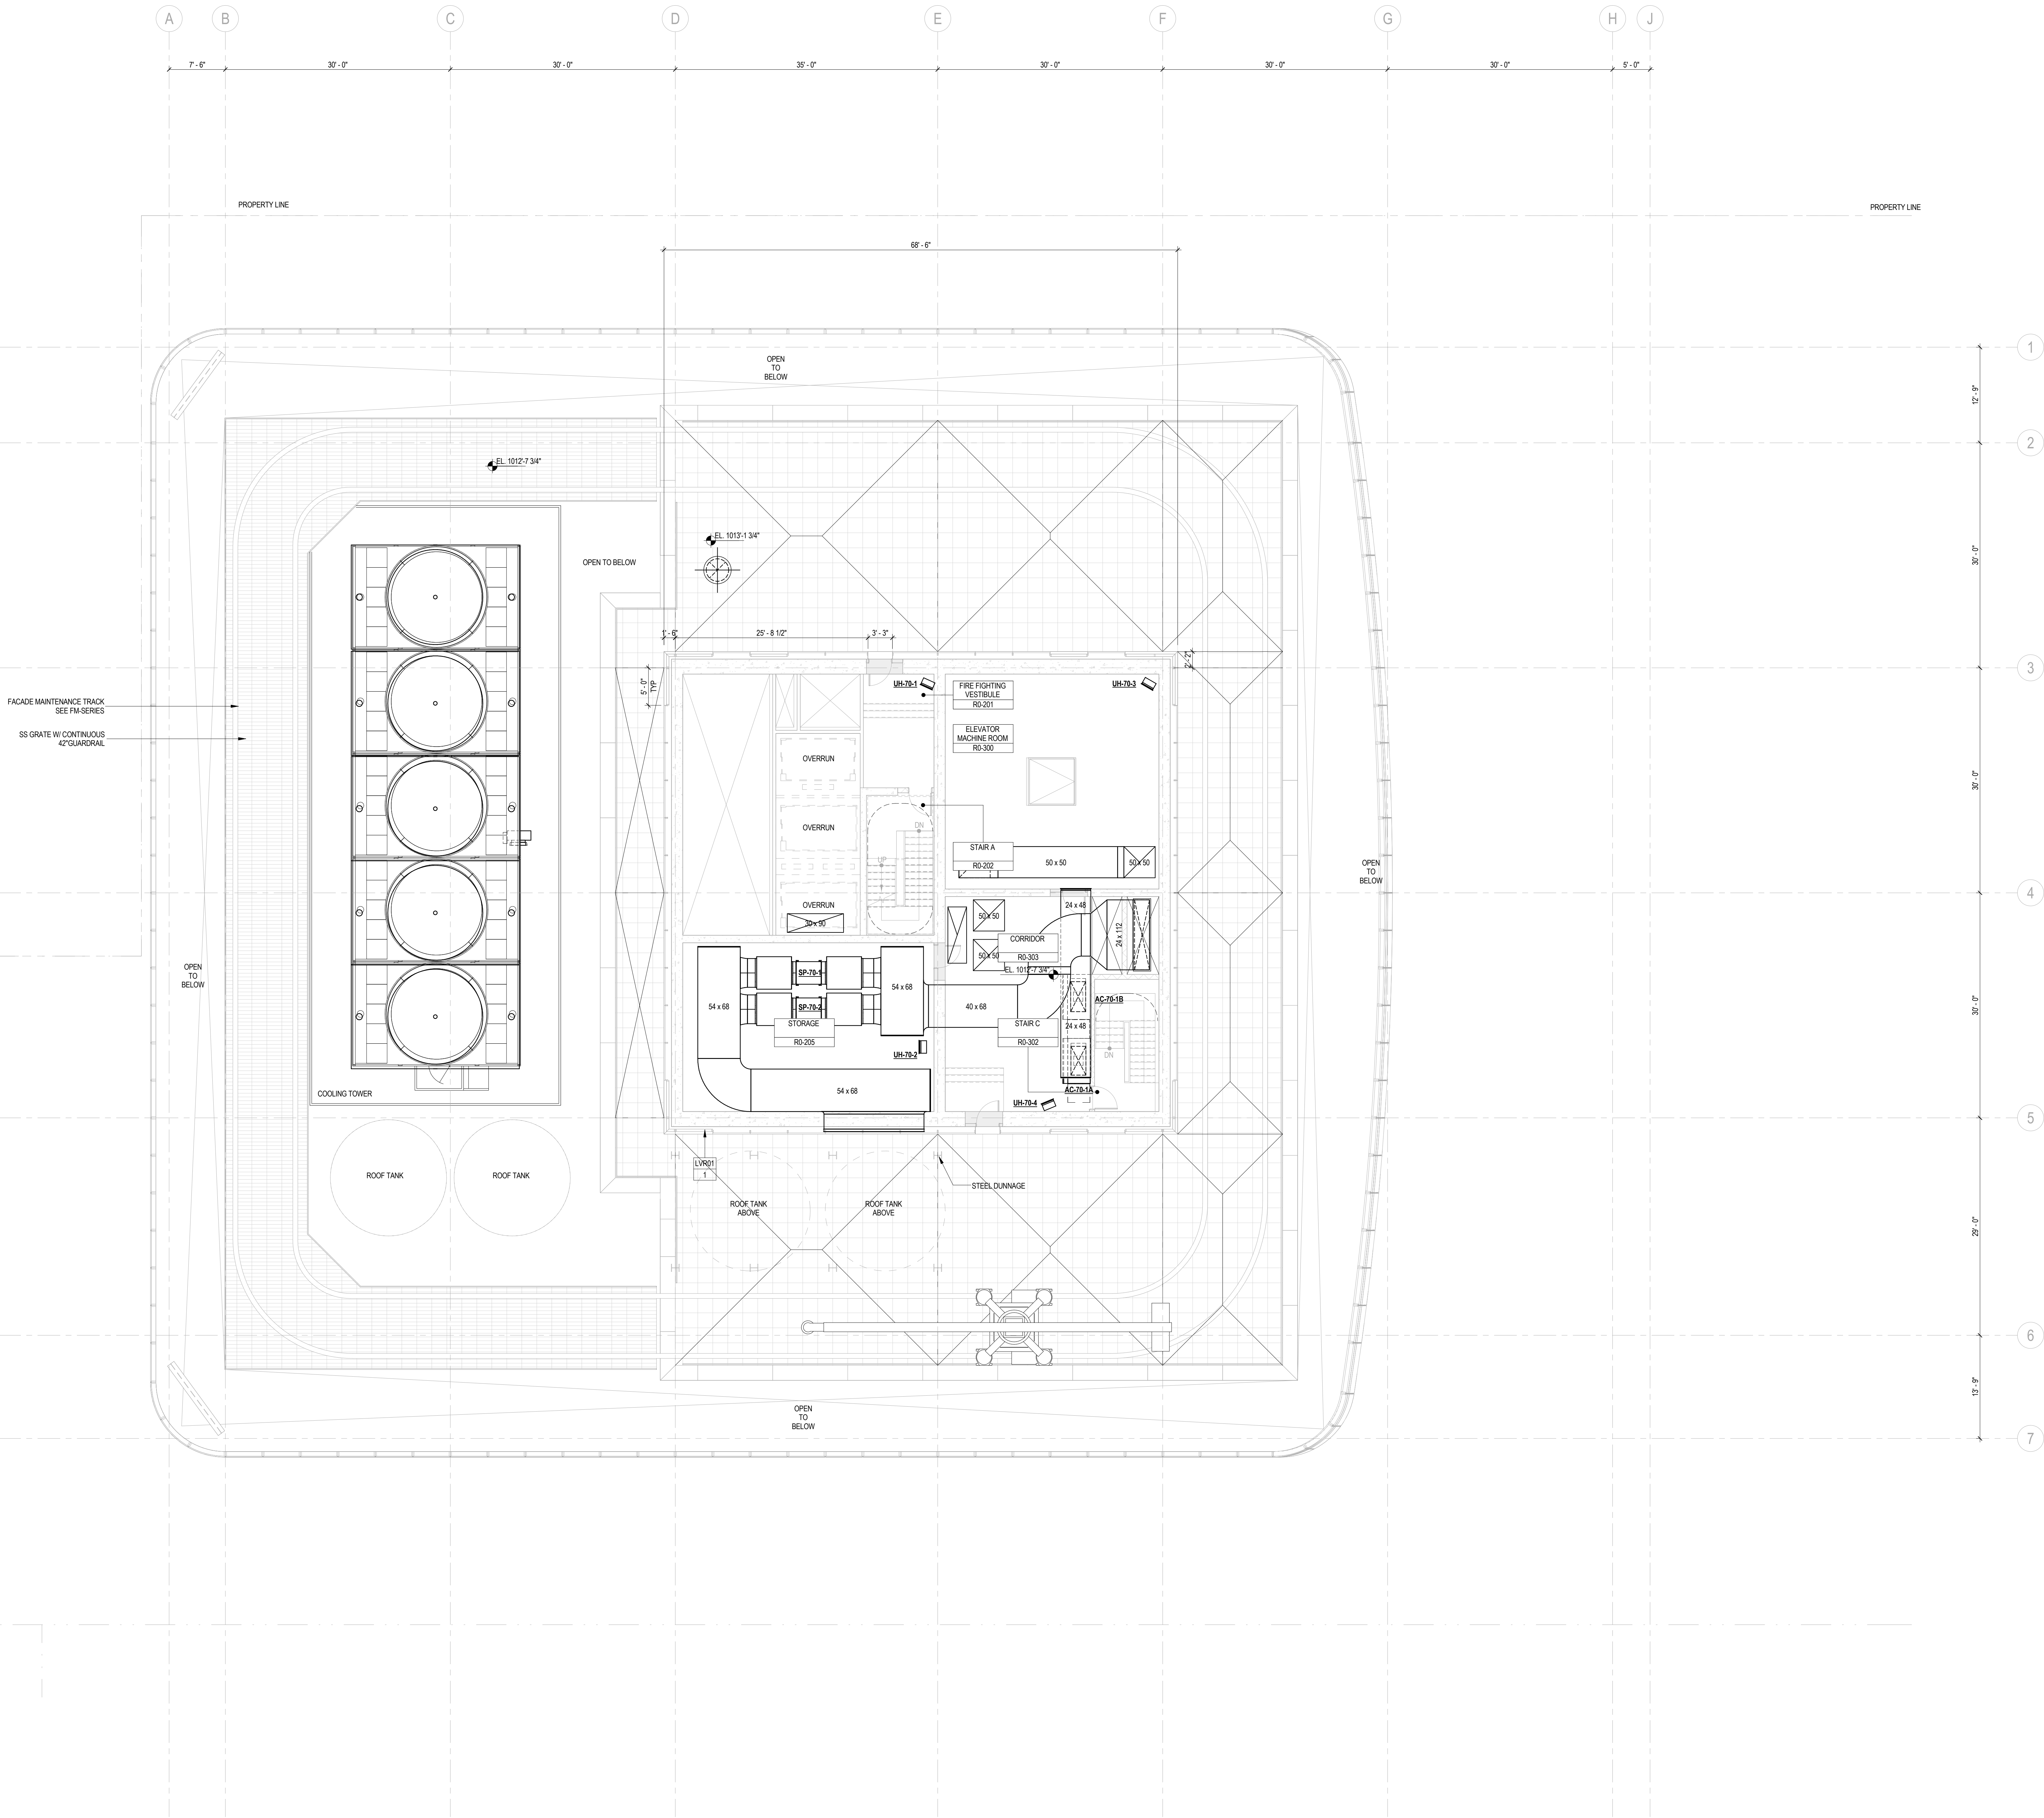 A
B
C
D
E
F
G
H
J
7' - 6"
30' - 0"
30' - 0"
35' - 0"
30' - 0"
30' - 0"
30' - 0"
5' - 0"
PROPERTY LINE
PROPERTY LINE
68' - 6"
1
12' - 9"
OPEN
TO
BELOW
2
EL. 1012'-7 3/4"
EL. 1013'-1 3/4"
30' - 0"
OPEN TO BELOW
1' - 6"
25' - 8 1/2"
3' - 3"
2' - 2"
3
5' - 0"
TYP
UH-70-1
FIRE FIGHTING
VESTIBULE
R0-201
UH-70-3
FACADE MAINTENANCE TRACK
SEE FM-SERIES
SS GRATE W/ CONTINUOUS
42"GUARDRAIL
ELEVATOR
MACHINE ROOM
R0-300
OVERRUN
30' - 0"
OVERRUN
DN
STAIR A
R0-202
50 x 50
50 x 50
UP
OPEN
TO
BELOW
4
OVERRUN
30 x 90
50 x 50
24 x 48
24 x 112
CORRIDOR
R0-303
50 x 50
EL. 1012'-7 3/4"
OPEN
TO
BELOW
SP-70-1
54 x 68
54 x 68
SP-70-2
40 x 68
AC-70-1B
30' - 0"
STORAGE
R0-205
STAIR C
R0-302
24 x 48
UH-70-2
DN
54 x 68
AC-70-1A
COOLING TOWER
UH-70-4
5
LVR01
1
ROOF TANK
ROOF TANK
STEEL DUNNAGE
ROOF TANK
ABOVE
ROOF TANK
ABOVE
29' - 0"
6
13' - 9"
OPEN
TO
BELOW
7